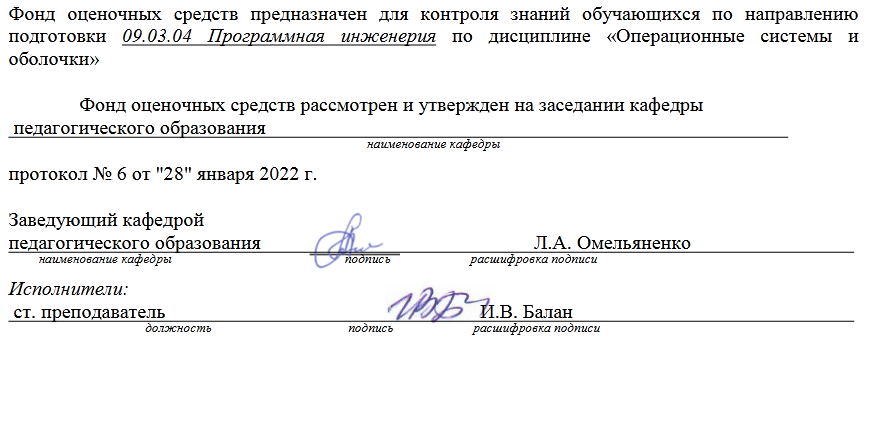 Фонд оценочных средств предназначен для контроля знаний обучающихся по направлению
подготовки 09.03.04 Программная инженерия по дисциплине «Операционные системы и
оболочки»
Фонд оценочных средств рассмотрен и утвержден на заседании кафедры
педагогического образования
наименование кафедры
протокол № 6 от "28" января 2022 г.
Заведующий кафедрой
педагогического образования Л.А. Омельяненко
наименование кафедры подпись расшифровка подписи
Исполнители:
ст. преподаватель И.В. Балан
должность подпись расшифровка подписи